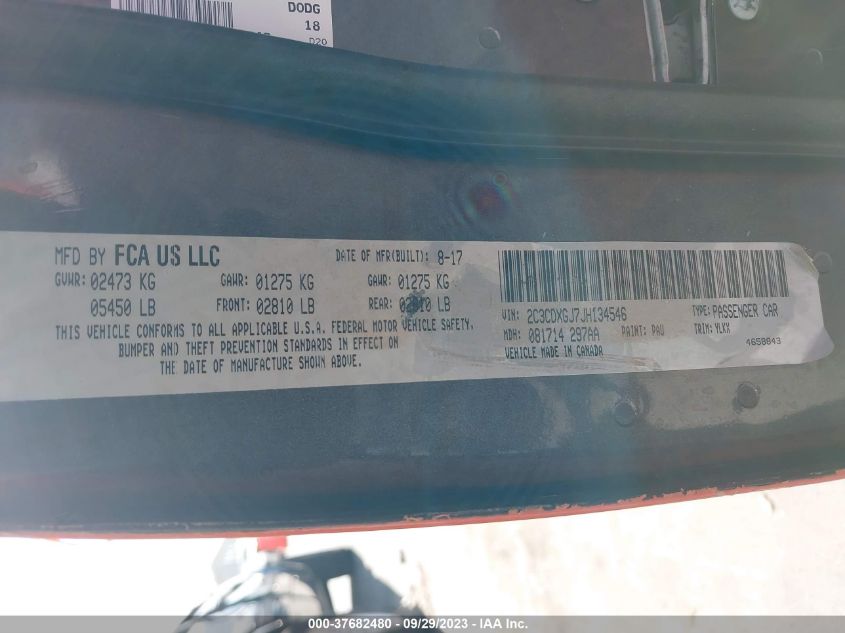 DODG
18
D20
MFD BY FCA US LLC
DATE OF MFR(BUILT): 8-17
GVWR: 02473 KG GAWR: 01275 KG GAWR: 01275 KG
05450 LB FRONT: 02810 LB REAR: 02810 LB
THIS VEHICLE CONFORMS TO ALL APPLICABLE U.S.A. FEDERAL MOTOR VEHICLE SAFETY,
BUMPER AND THEFT PREVENTION STANDARDS IN EFFECT ON
THE DATE OF MANUFACTURE SHOWN ABOVE.
VIN: 2C3CDXGJ7JH134546 TYPE: PASSENGER CAR
MDH: 081714 297AA PAINT: PAU TRIM: YLKM
VEHICLE MADE IN CANADA 4658843
000-37682480 - 09/29/2023 - IAA Inc.